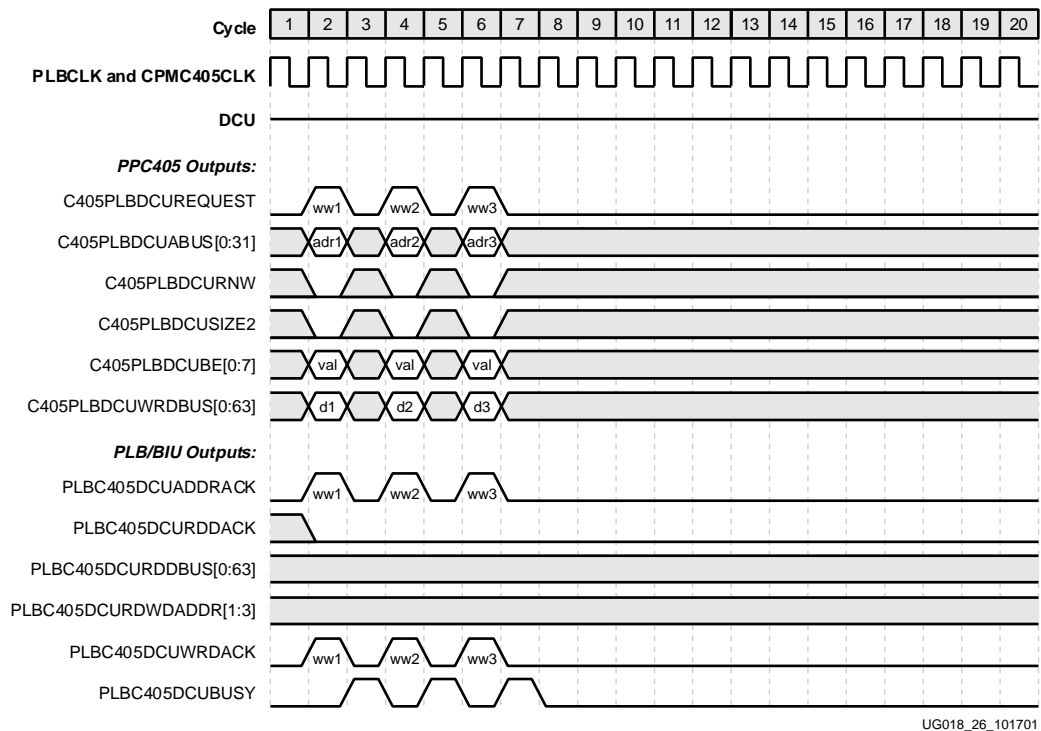 Cycle 1 2 3 4 5 6 7 8 9 10 11 12 13 14 15 16 17 18 19 20
PLBCLK and CPMC405CLK
DCU
PPC405 Outputs:
C405PLBDCUREQUEST ww1 ww2 ww3
C405PLBDCUABUS[0:31] adr1 adr2 adr3
C405PLBDCURNW
C405PLBDCUSIZE2
C405PLBDCUBE[0:7] val val val
C405PLBDCUWRDBUS[0:63] d1 d2 d3
PLB/BIU Outputs:
PLBC405DCUADDRACK ww1 ww2 ww3
PLBC405DCURDDACK
PLBC405DCURDDBUS[0:63]
PLBC405DCURDWDADDR[1:3]
PLBC405DCUWRDACK ww1 ww2 ww3
PLBC405DCUBUSY
UG018_26_101701